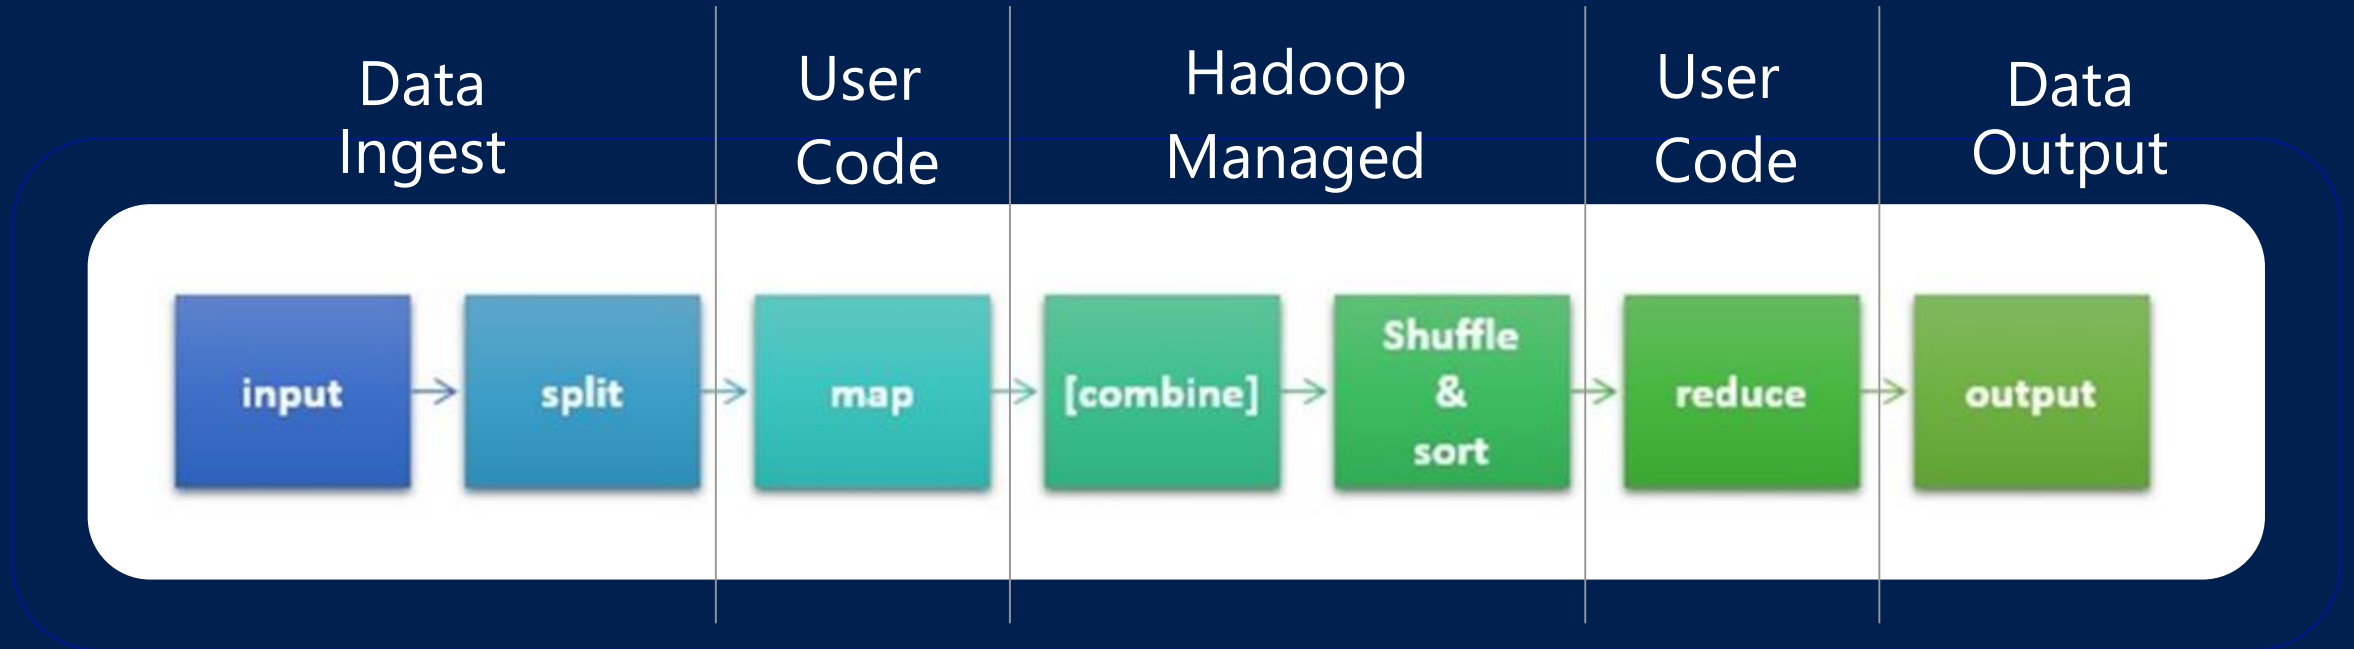 Data
Ingest
User
Code
Hadoop
Managed
User
Code
Data
Output
input
split
map
[combine]
Shuffle
&
sort
reduce
output